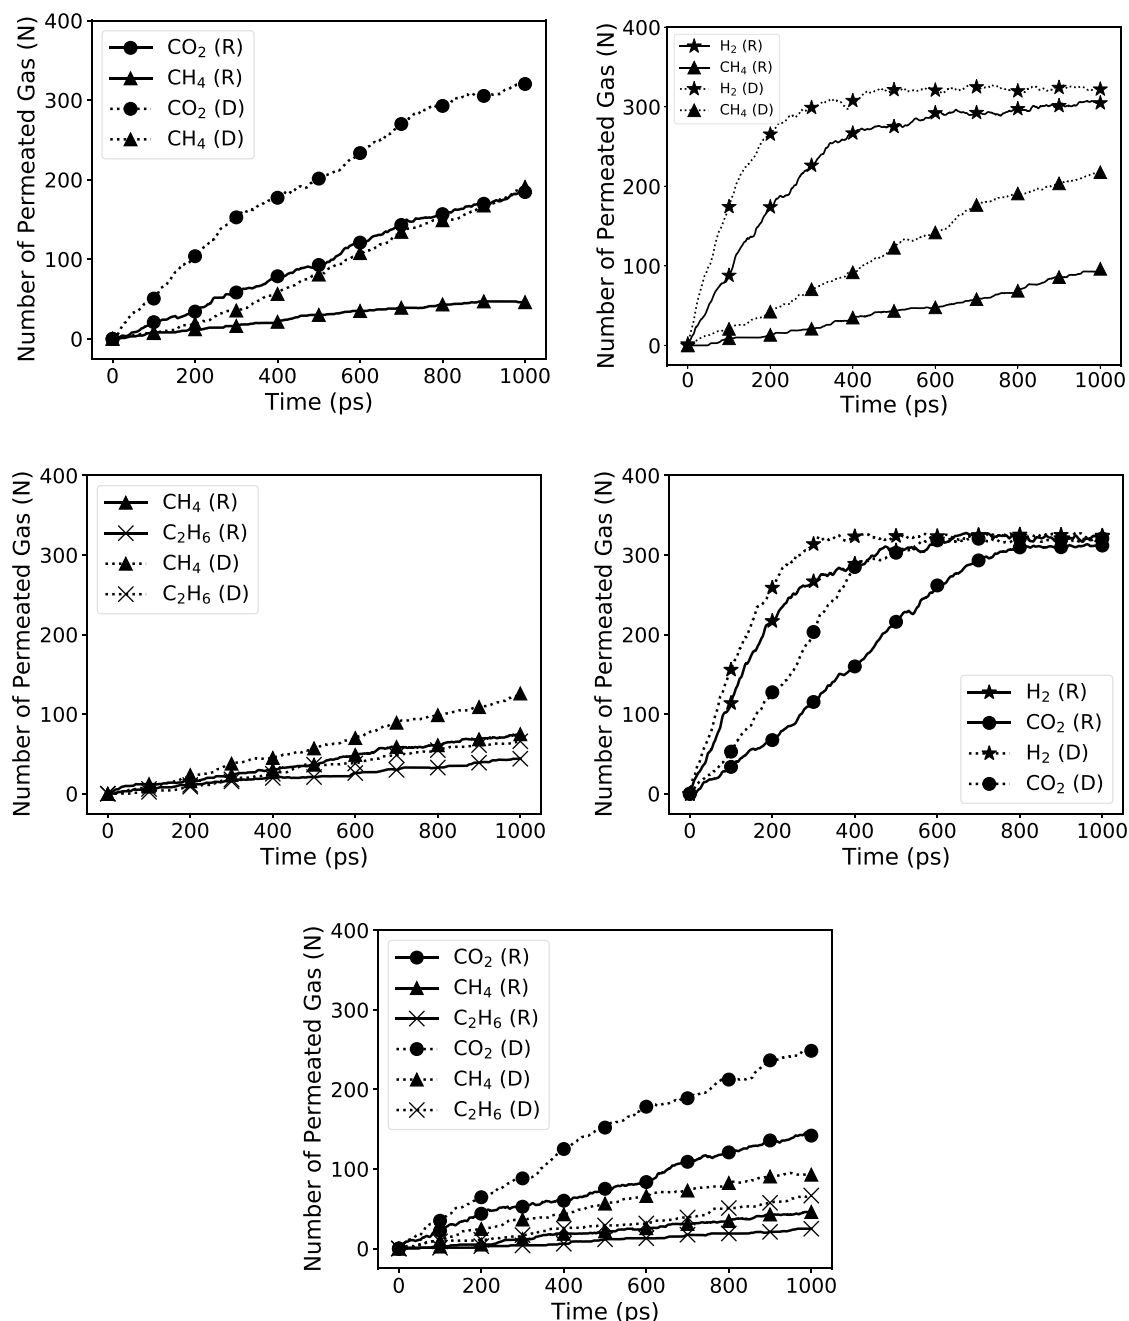 Number of Permeated Gas (N)
400
300
200
100
0
CO₂ (R)
CH₄ (R)
CO₂ (D)
CH₄ (D)
0 200 400 600 800 1000
Time (ps)
Number of Permeated Gas (N)
400
300
200
100
0
H₂ (R)
CH₄ (R)
H₂ (D)
CH₄ (D)
0 200 400 600 800 1000
Time (ps)
Number of Permeated Gas (N)
400
300
200
100
0
CH₄ (R)
C₂H₆ (R)
CH₄ (D)
C₂H₆ (D)
0 200 400 600 800 1000
Time (ps)
Number of Permeated Gas (N)
400
300
200
100
0
H₂ (R)
CO₂ (R)
H₂ (D)
CO₂ (D)
0 200 400 600 800 1000
Time (ps)
Number of Permeated Gas (N)
400
300
200
100
0
CO₂ (R)
CH₄ (R)
C₂H₆ (R)
CO₂ (D)
CH₄ (D)
C₂H₆ (D)
0 200 400 600 800 1000
Time (ps)